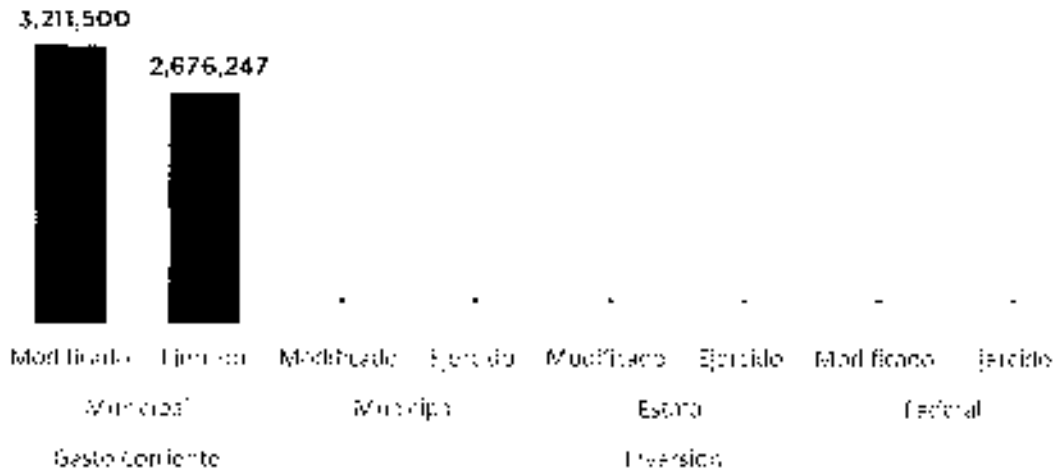 3,211,500
2,676,247
- - - - - -
Modificado Ejercido Modificado Ejercido Modificado Ejercido Modificado Ejercido
Municipal Municipal Estatal Federal
Gasto Corriente Inversión